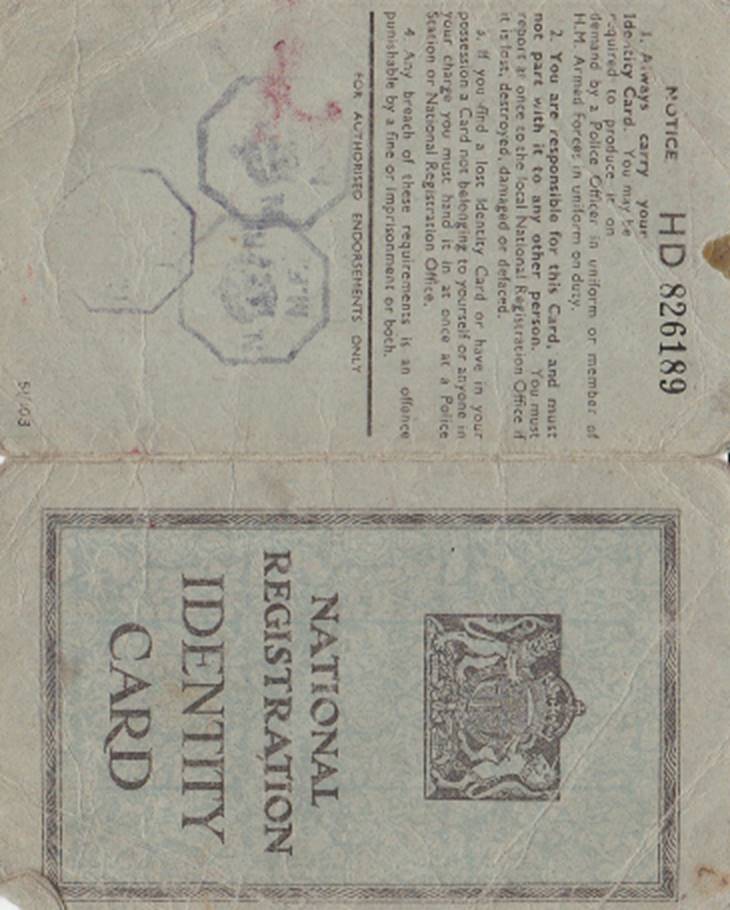 NOTICE
HD 826189
1. Always carry your
Identity Card. You may be
required to produce it on
demand by a Police Officer in uniform or member of
H.M. Armed Forces in uniform on duty.
2. You are responsible for this Card, and must
not part with it to any other person. You must
report at once to the local National Registration Office if
it is lost, destroyed, damaged or defaced.
3. If you find a lost Identity Card or have in your
possession a Card not belonging to yourself or anyone in
your charge you must hand it in at once at a Police
Station or National Registration Office.
4. Any breach of these requirements is an offence
punishable by a fine or imprisonment or both.
FOR AUTHORISED ENDORSEMENTS ONLY
NATIONAL
REGISTRATION
IDENTITY
CARD